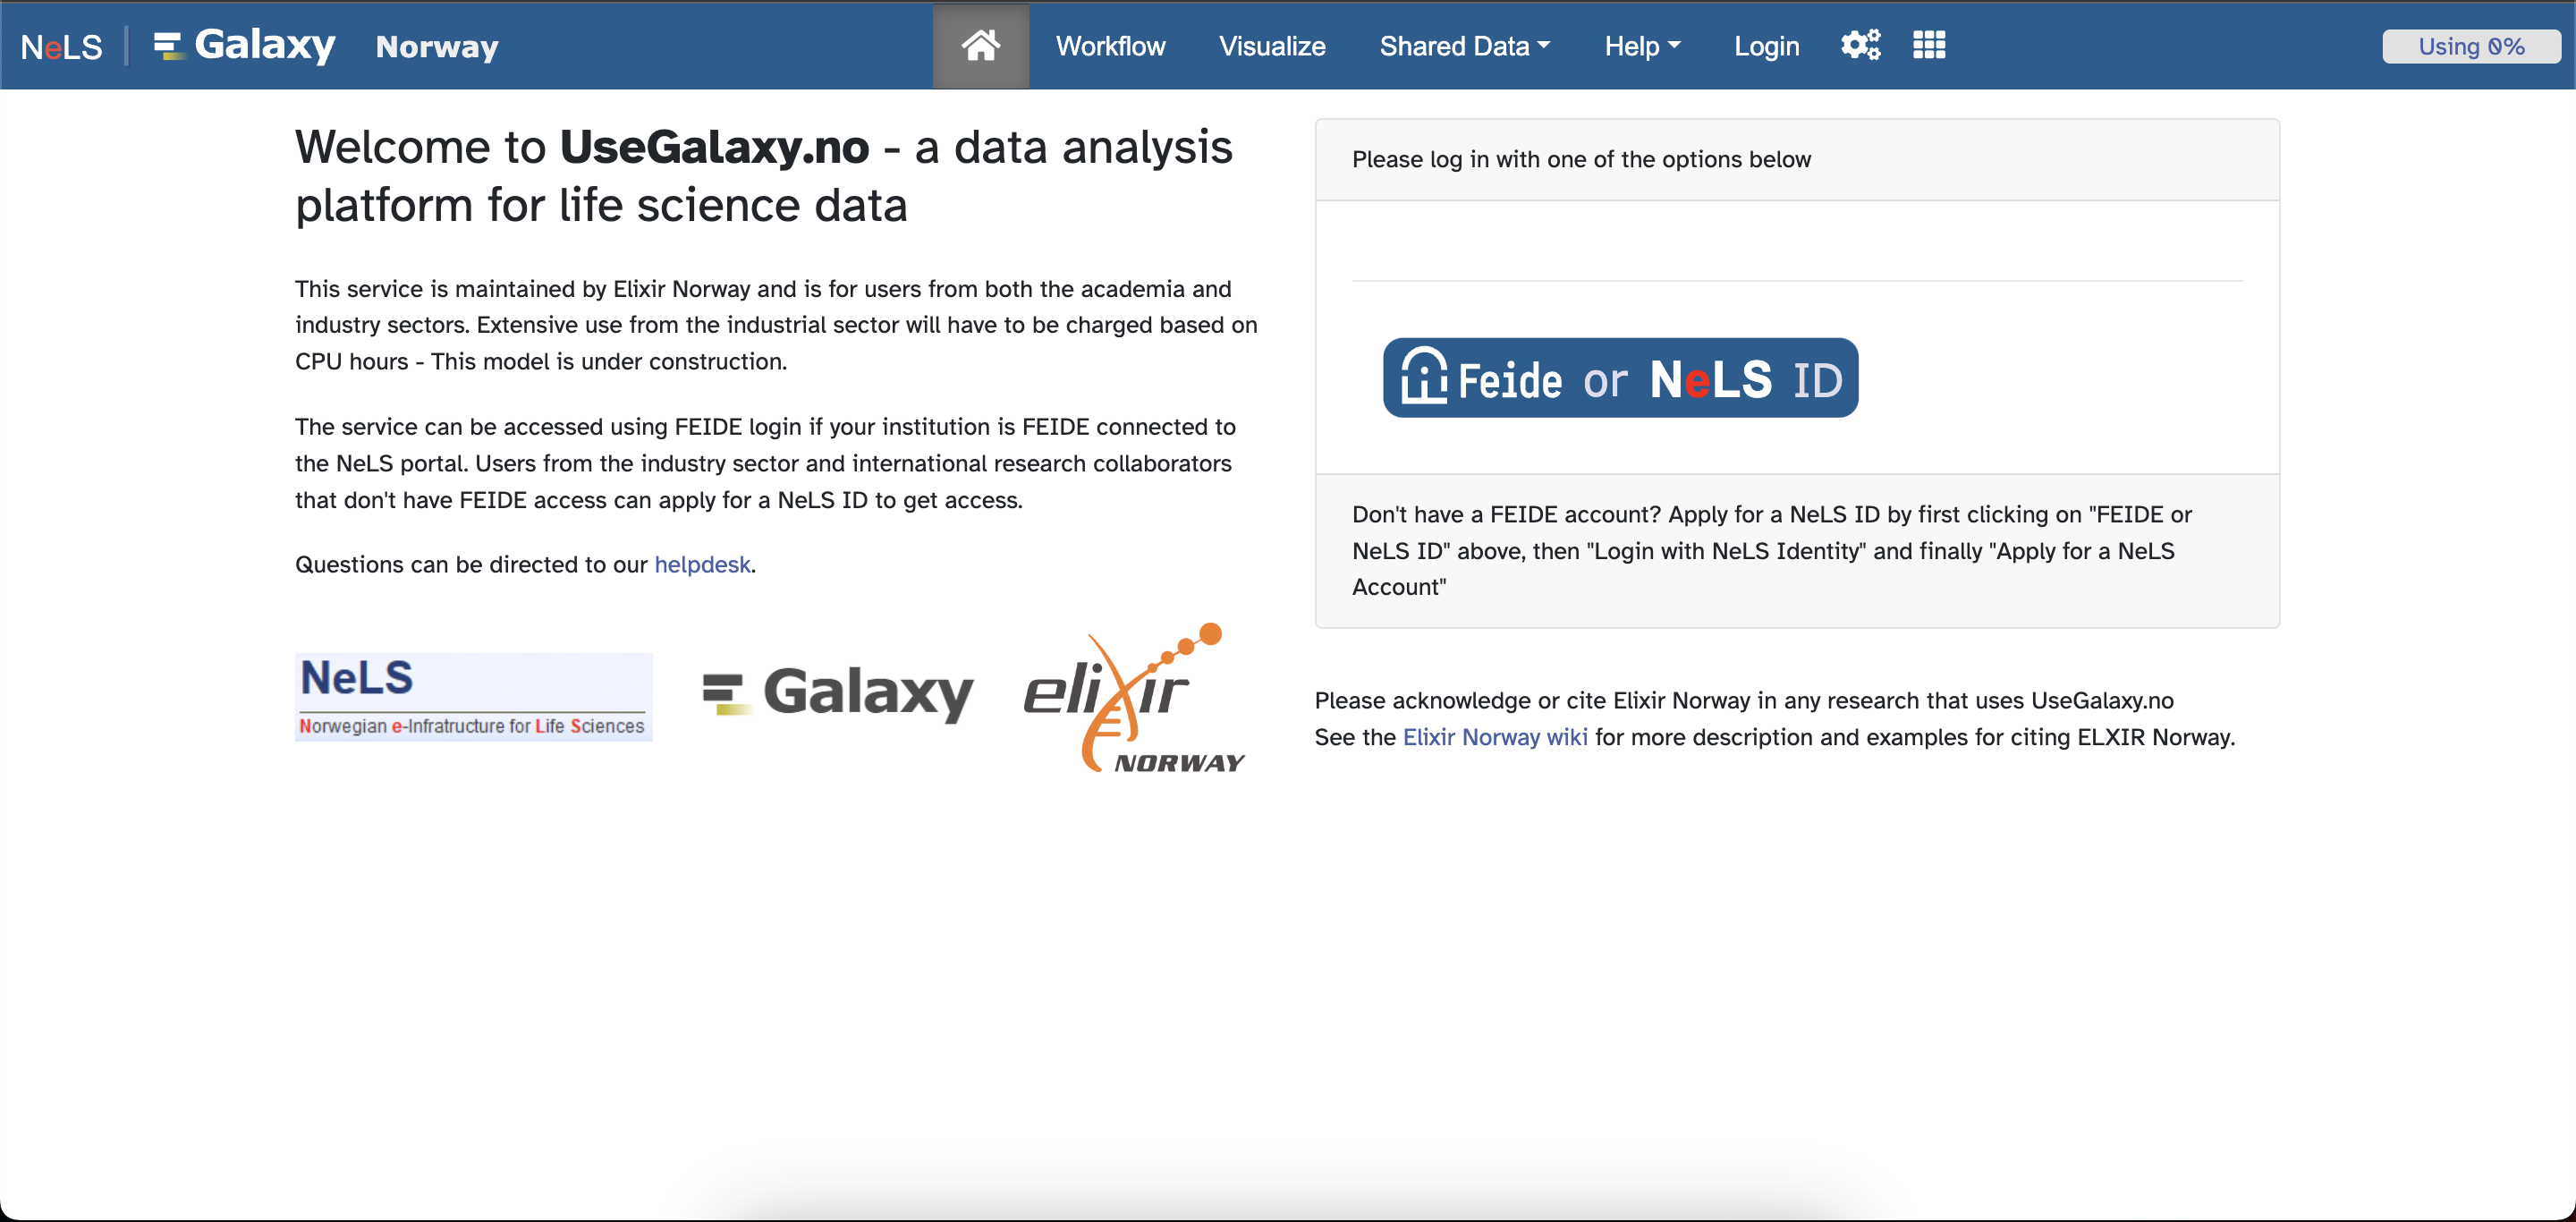 NeLS | Galaxy Norway
Workflow Visualize Shared Data Help Login Using 0%
Welcome to UseGalaxy.no - a data analysis
platform for life science data
This service is maintained by Elixir Norway and is for users from both the academia and
industry sectors. Extensive use from the industrial sector will have to be charged based on
CPU hours - This model is under construction.
The service can be accessed using FEIDE login if your institution is FEIDE connected to
the NeLS portal. Users from the industry sector and international research collaborators
that don't have FEIDE access can apply for a NeLS ID to get access.
Questions can be directed to our helpdesk.
NeLS
Norwegian e-Infratructure for Life Sciences
Galaxy
elixir
NORWAY
Please log in with one of the options below
Feide or NeLS ID
Don't have a FEIDE account? Apply for a NeLS ID by first clicking on "FEIDE or
NeLS ID" above, then "Login with NeLS Identity" and finally "Apply for a NeLS
Account"
Please acknowledge or cite Elixir Norway in any research that uses UseGalaxy.no
See the Elixir Norway wiki for more description and examples for citing ELXIR Norway.